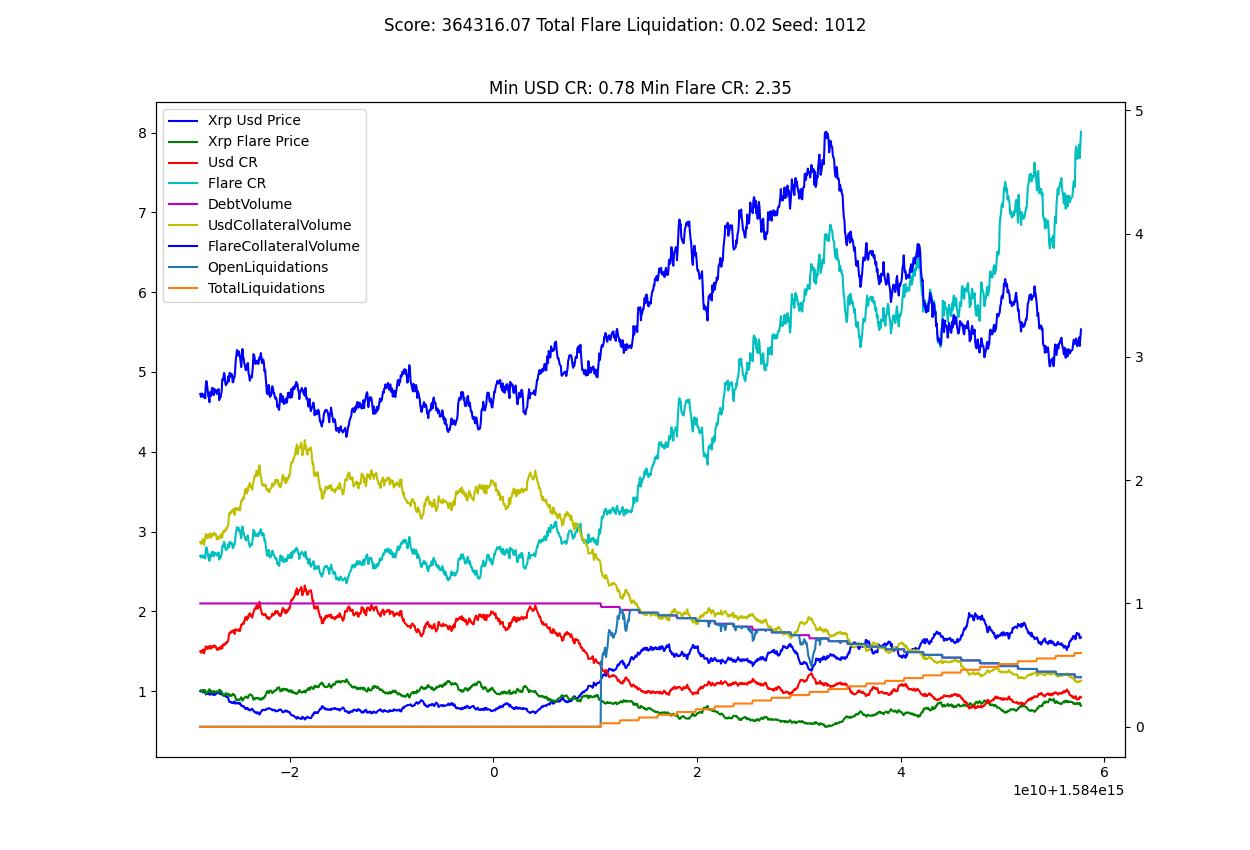 Score: 364316.07 Total Flare Liquidation: 0.02 Seed: 1012
Min USD CR: 0.78 Min Flare CR: 2.35
Xrp Usd Price
Xrp Flare Price
Usd CR
Flare CR
DebtVolume
UsdCollateralVolume
FlareCollateralVolume
OpenLiquidations
TotalLiquidations
8
7
6
5
4
3
2
1
5
4
3
2
1
0
−2
0
2
4
6
1e10+1.584e15